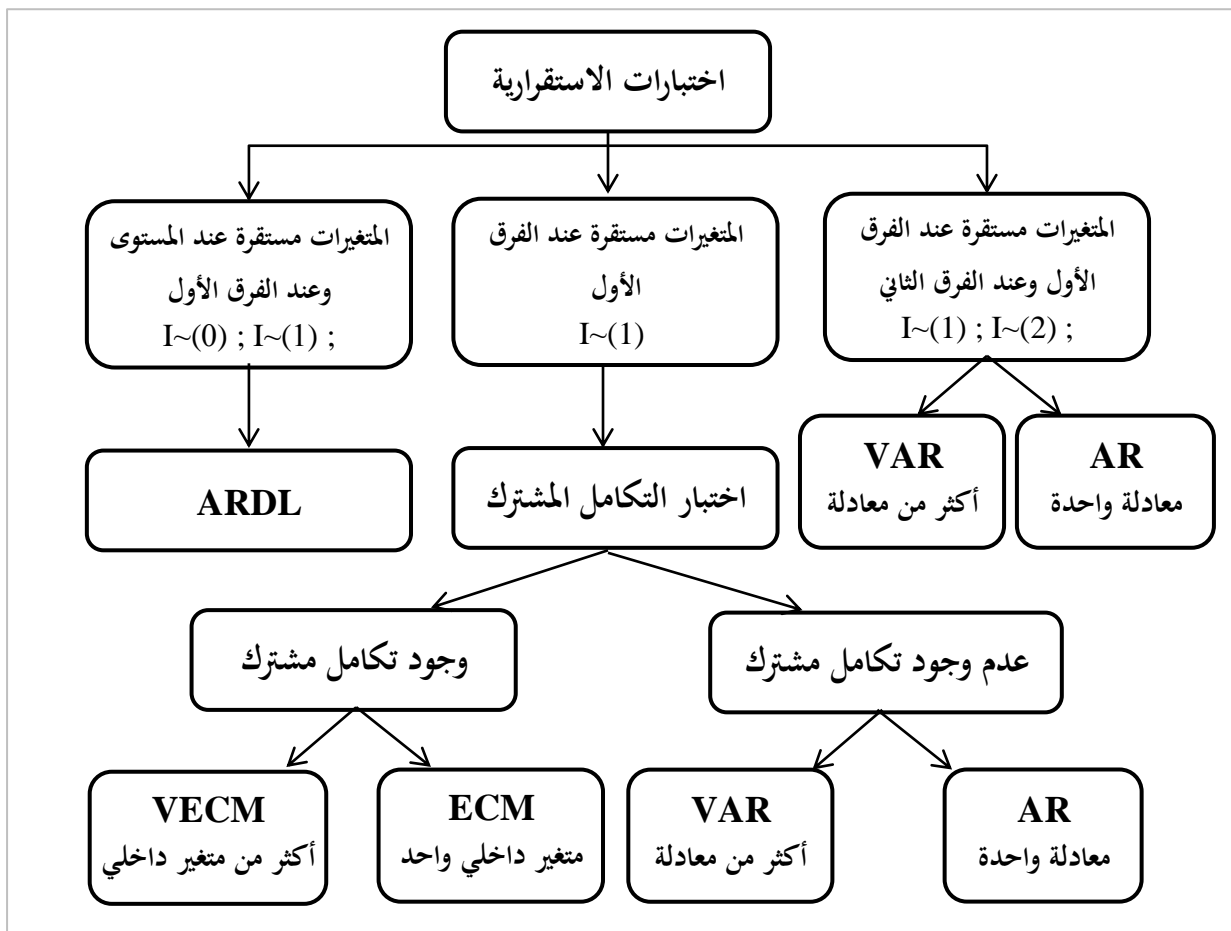 اختبارات الاستقرارية
المتغيرات مستقرة عند الفرق
الأول وعند الفرق الثاني
I~(1) ; I~(2) ;
المتغيرات مستقرة عند الفرق
الأول
I~(1)
المتغيرات مستقرة عند المستوى
وعند الفرق الأول
I~(0) ; I~(1) ;
AR
معادلة واحدة
VAR
أكثر من معادلة
اختبار التكامل المشترك
ARDL
عدم وجود تكامل مشترك
وجود تكامل مشترك
AR
معادلة واحدة
VAR
أكثر من معادلة
ECM
متغير داخلي واحد
VECM
أكثر من متغير داخلي